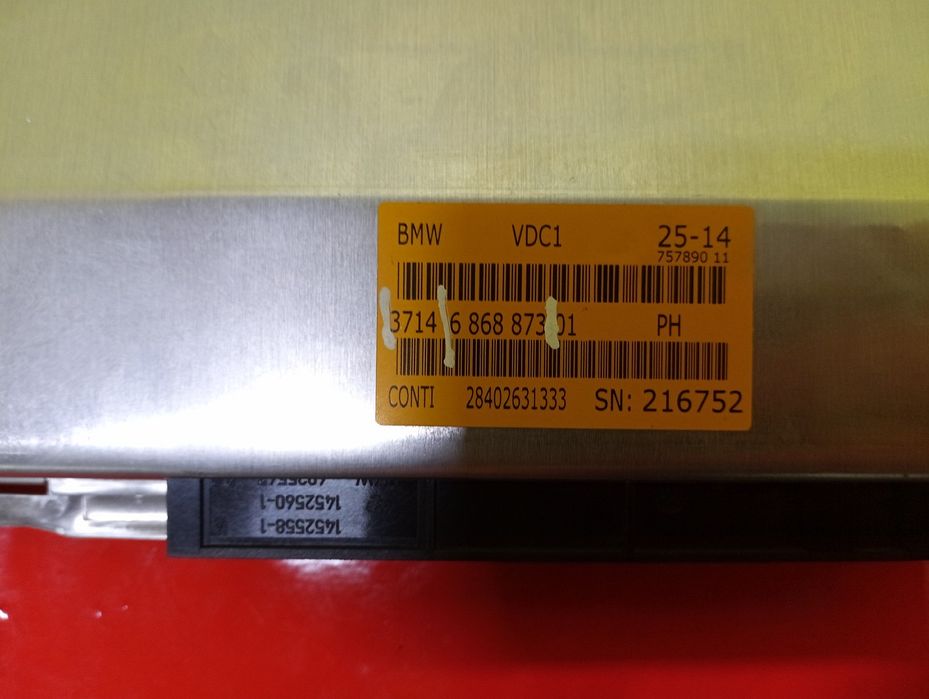 BMW VDC1 25-14
757890 11
3714 6 868 873 01 PH
CONTI 28402631333 SN: 216752
1452560-1
1452558-1